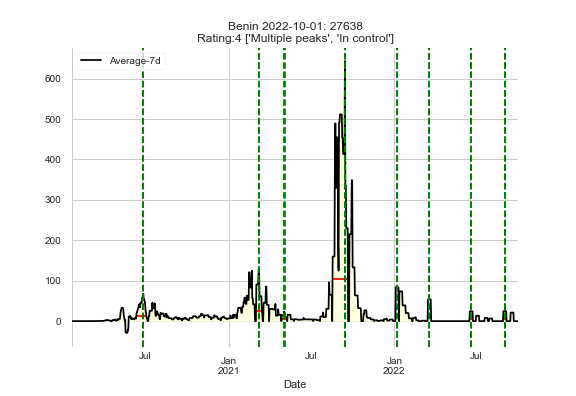 Benin 2022-10-01: 27638
Rating:4 ['Multiple peaks', 'In control']
Average-7d
600
500
400
300
200
100
0
Jul
Jan
2021
Jul
Jan
2022
Jul
Date